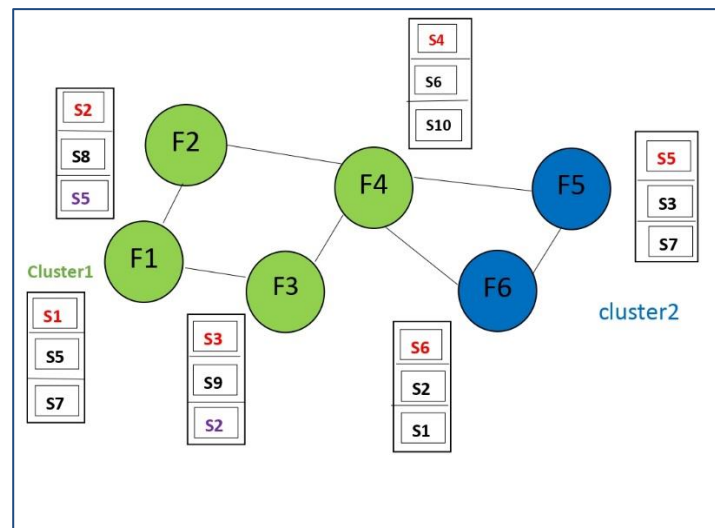 S4
S6
S10
S2
S8
S5
F2
F4
F5
S5
S3
S7
Cluster1
F1
F3
F6
cluster2
S1
S5
S7
S3
S9
S2
S6
S2
S1